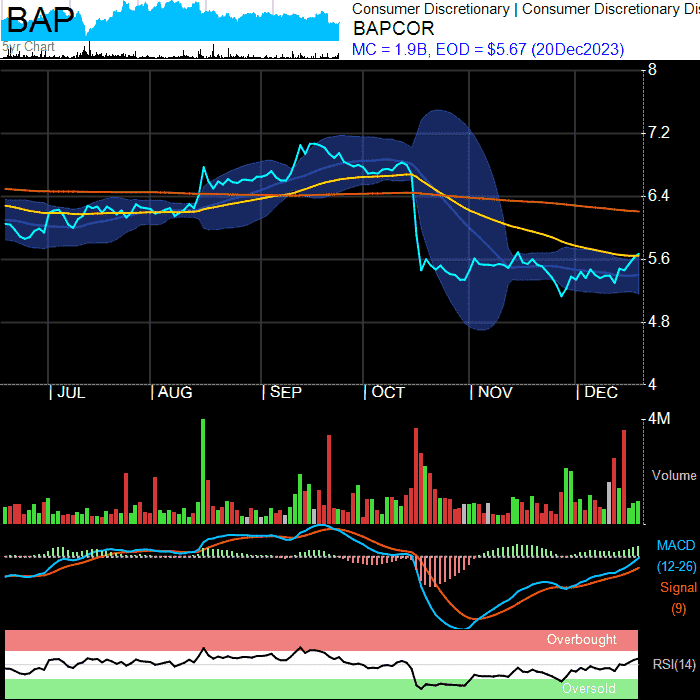 BAP
5yr Chart
Consumer Discretionary | Consumer Discretionary Dis
BAPCOR
MC = 1.9B, EOD = $5.67 (20Dec2023)
8
7.2
6.4
5.6
4.8
4
| JUL | AUG | SEP | OCT | NOV | DEC
4M
Volume
MACD
(12-26)
Signal
(9)
Overbought
RSI(14)
Oversold